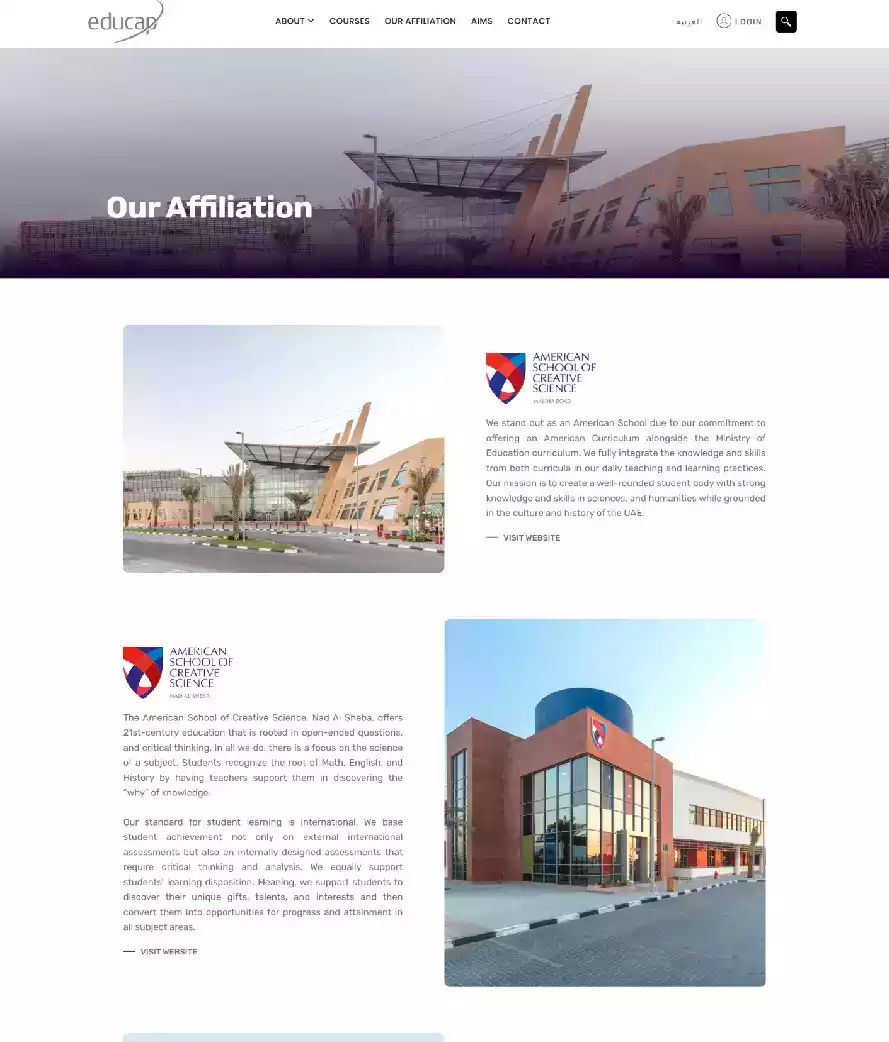 educap
ABOUT
COURSES
OUR AFFILIATION
AIMS
CONTACT
العربية
LOGIN
Our Affiliation
AMERICAN
SCHOOL OF
CREATIVE
SCIENCE
MALIHA ROAD
We stand out as an American School due to our commitment to
offering an American Curriculum alongside the Ministry of
Education curriculum. We fully integrate the knowledge and skills
from both curricula in our daily teaching and learning practices.
Our mission is to create a well-rounded student body with strong
knowledge and skills in sciences, and humanities while grounded
in the culture and history of the UAE.
VISIT WEBSITE
AMERICAN
SCHOOL OF
CREATIVE
SCIENCE
NAD AL SHEBA
The American School of Creative Science, Nad Al Sheba, offers
21st-century education that is rooted in open-ended questions,
and critical thinking. In all we do, there is a focus on the science
of a subject. Students recognize the root of Math, English, and
History by having teachers support them in discovering the
“why” of knowledge.
Our standard for student learning is International. We base
student achievement not only on external international
assessments but also on internally designed assessments that
require critical thinking and analysis. We equally support
students' learning disposition. Meaning, we support students to
discover their unique gifts, talents, and interests and then
convert them into opportunities for progress and attainment in
all subject areas.
VISIT WEBSITE